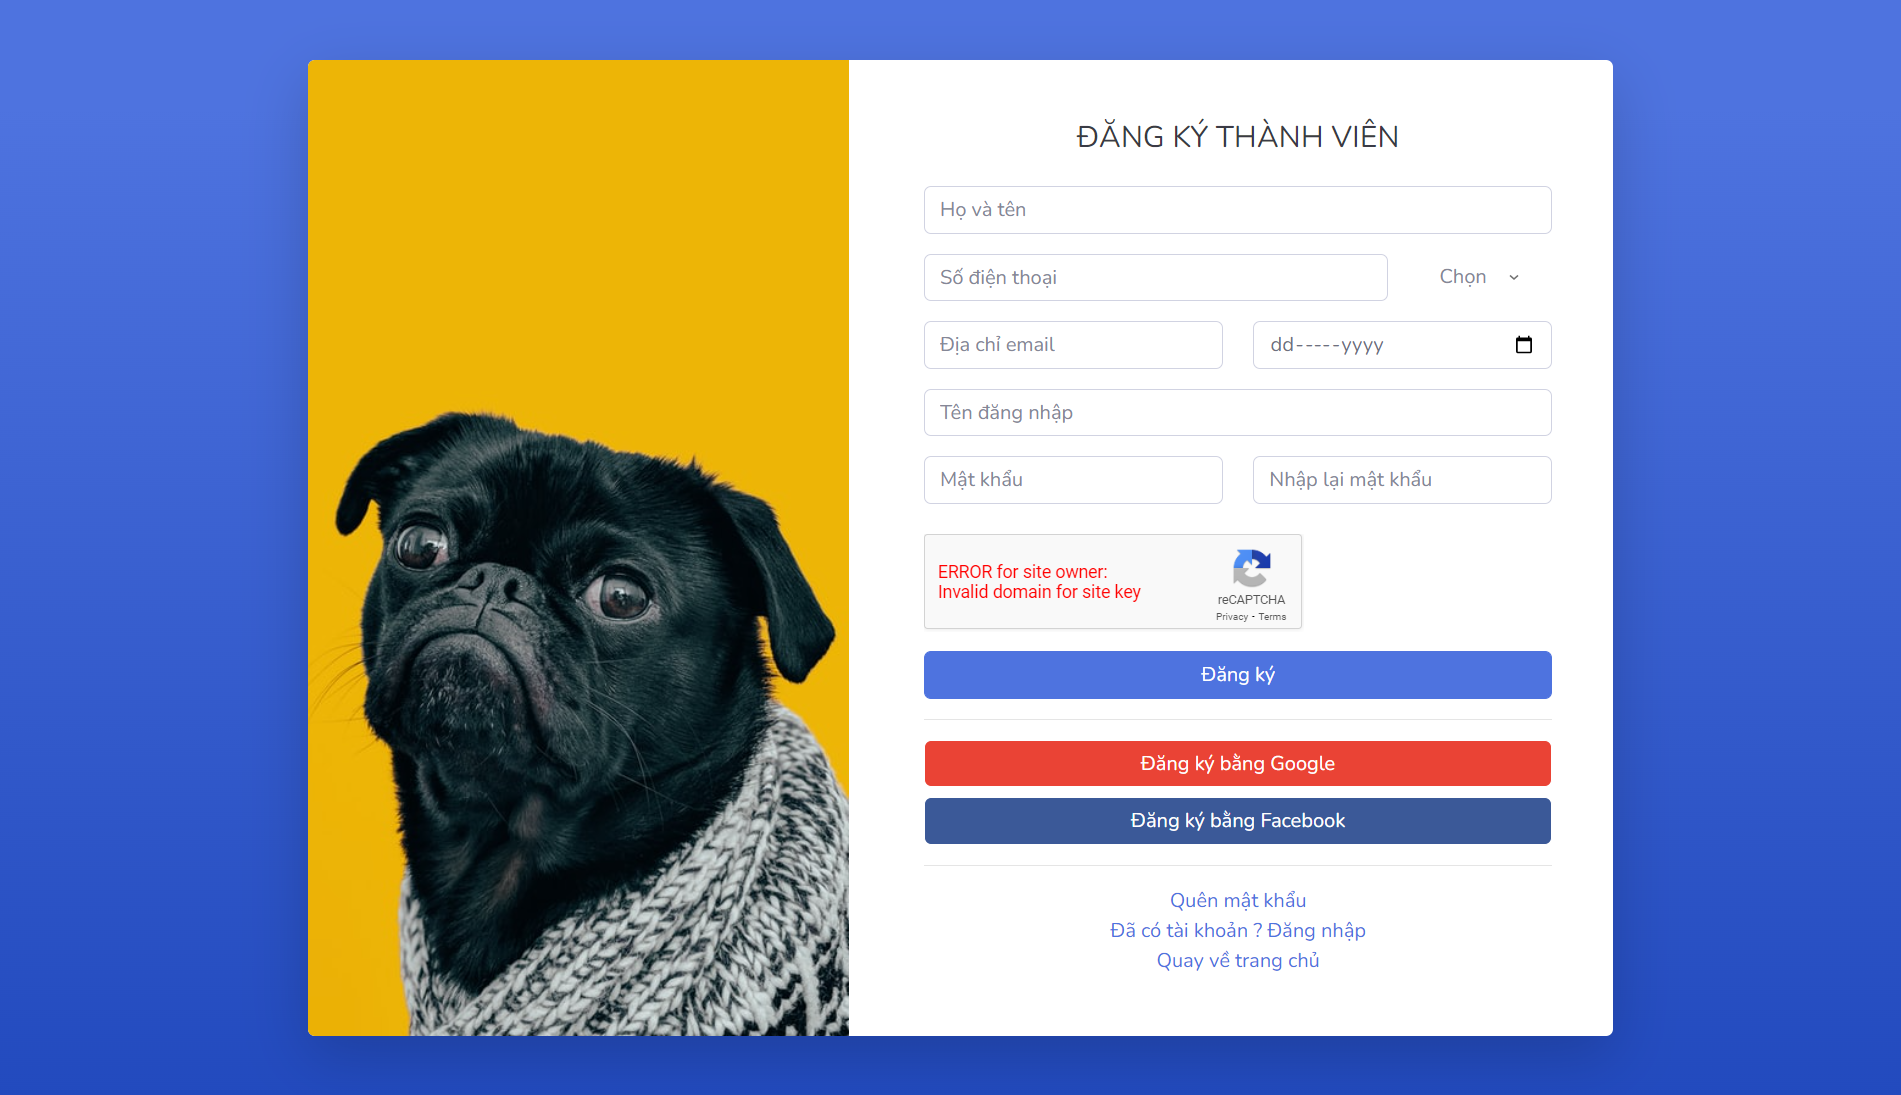 ĐĂNG KÝ THÀNH VIÊN
Họ và tên
Số điện thoại
Chọn
Địa chỉ email
dd-----yyyy
Tên đăng nhập
Mật khẩu
Nhập lại mật khẩu
ERROR for site owner:
Invalid domain for site key
reCAPTCHA
Privacy - Terms
Đăng ký
Đăng ký bằng Google
Đăng ký bằng Facebook
Quên mật khẩu
Đã có tài khoản ? Đăng nhập
Quay về trang chủ